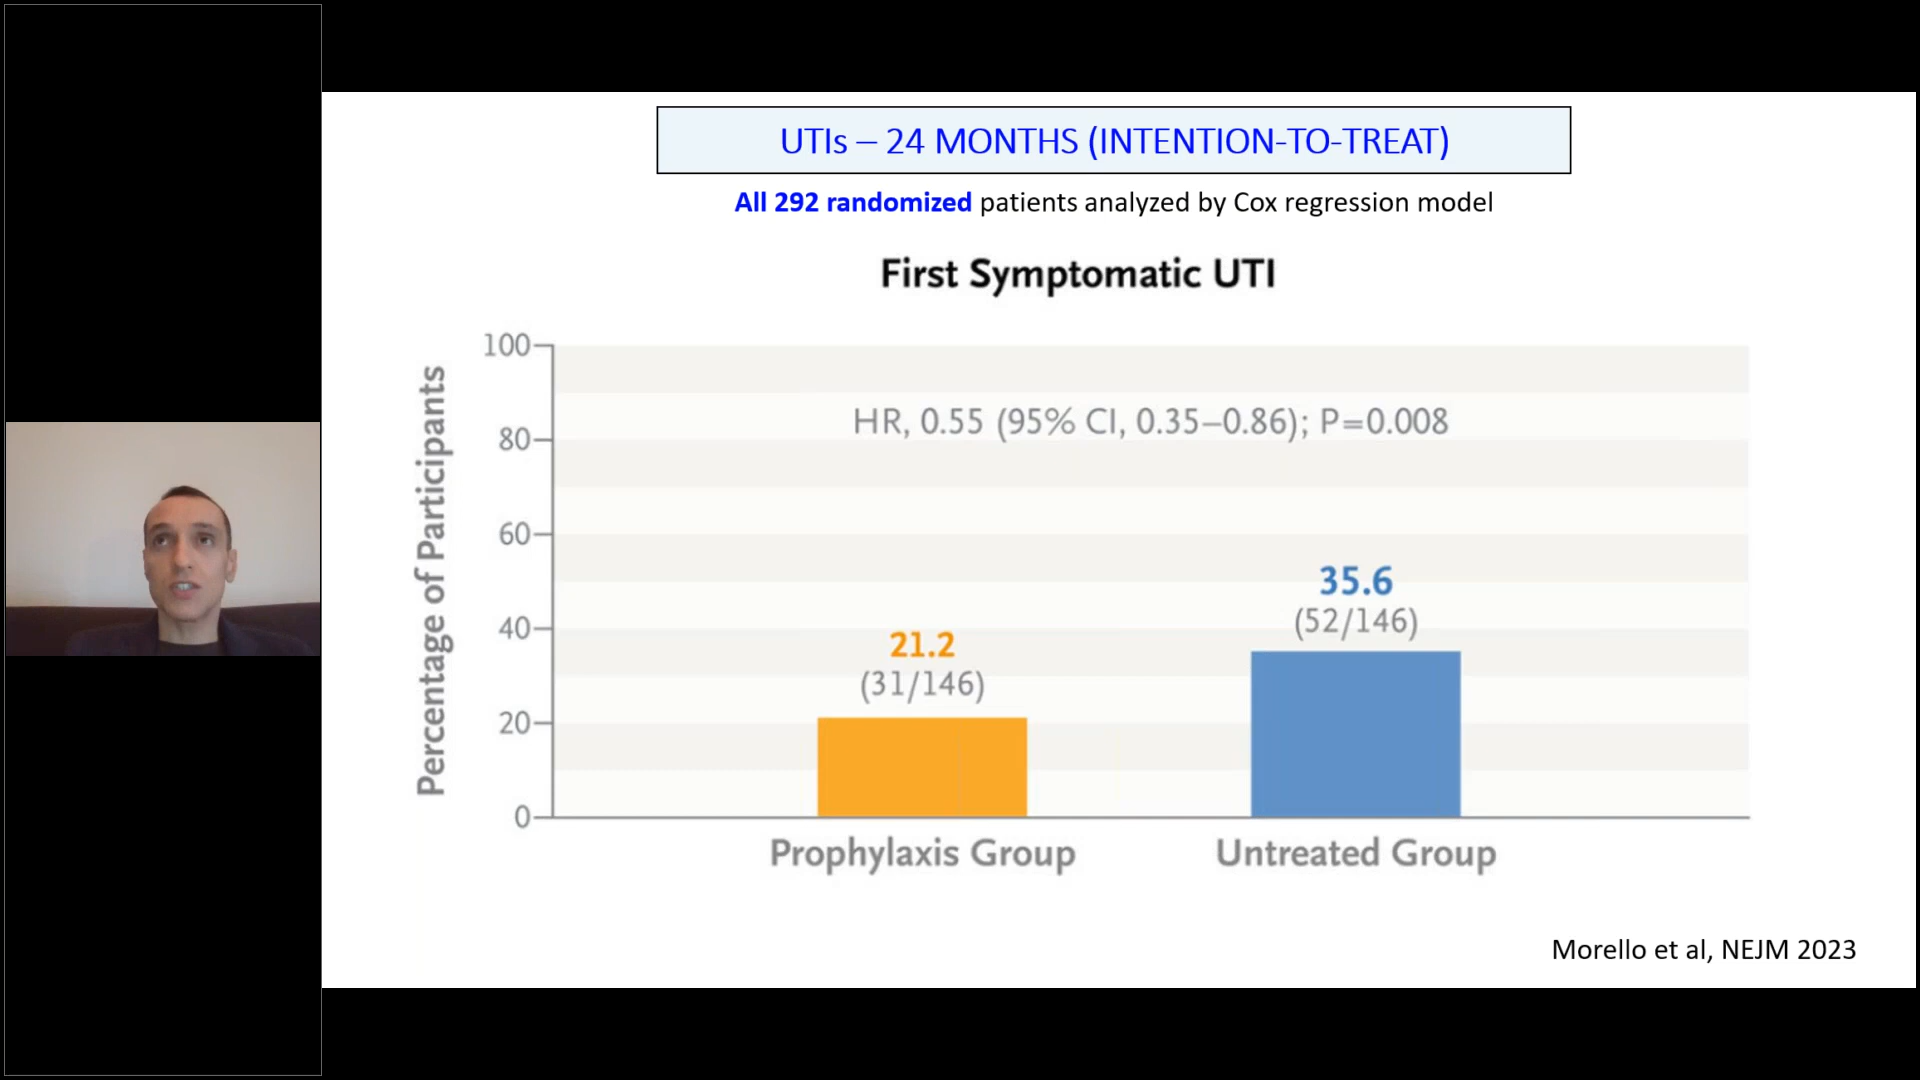 UTIs – 24 MONTHS (INTENTION-TO-TREAT)
All 292 randomized patients analyzed by Cox regression model
First Symptomatic UTI
Percentage of Participants
100
80
60
40
20
0
HR, 0.55 (95% CI, 0.35–0.86); P=0.008
21.2
(31/146)
35.6
(52/146)
Prophylaxis Group
Untreated Group
Morello et al, NEJM 2023